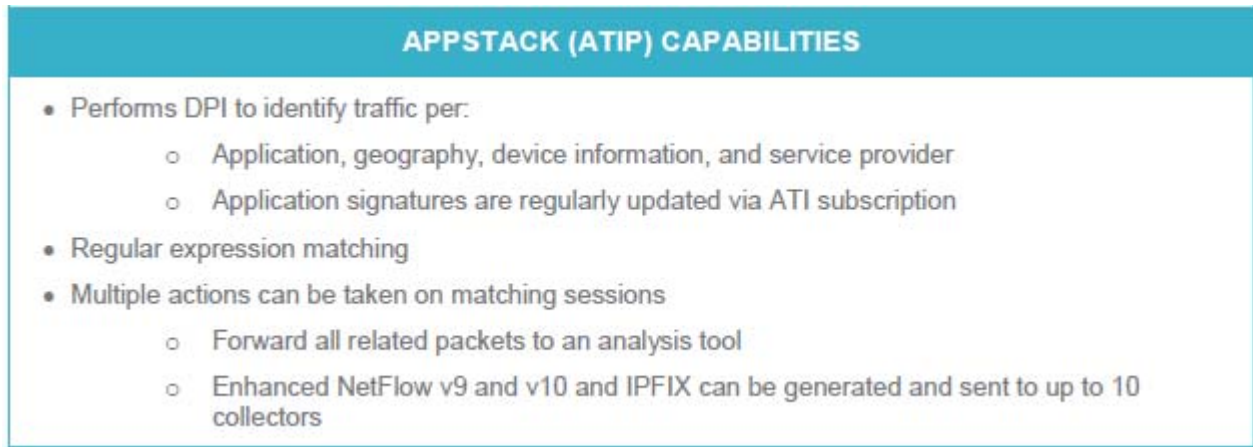 APPSTACK (ATIP) CAPABILITIES
• Performs DPI to identify traffic per:
o Application, geography, device information, and service provider
o Application signatures are regularly updated via ATI subscription
• Regular expression matching
• Multiple actions can be taken on matching sessions
o Forward all related packets to an analysis tool
o Enhanced NetFlow v9 and v10 and IPFIX can be generated and sent to up to 10
collectors